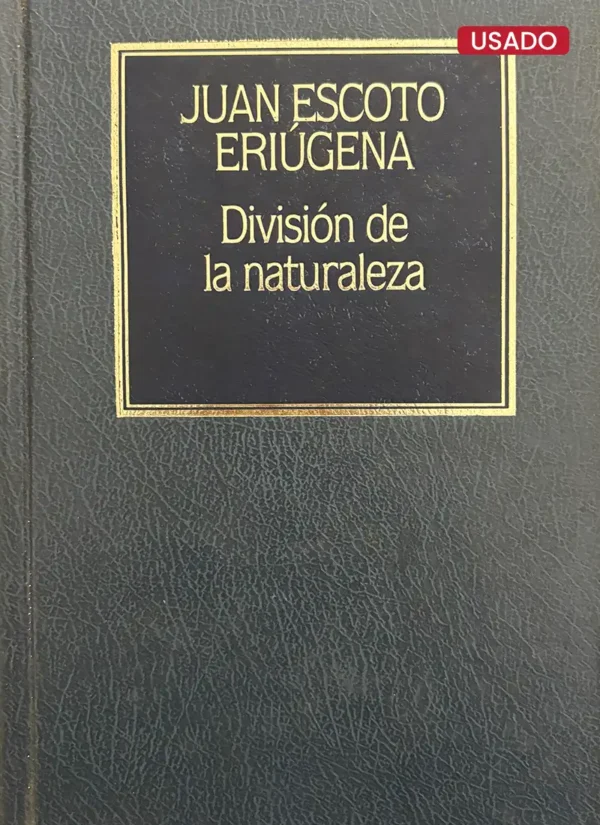 USADO
JUAN ESCOTO
ERIÚGENA
División de
la naturaleza